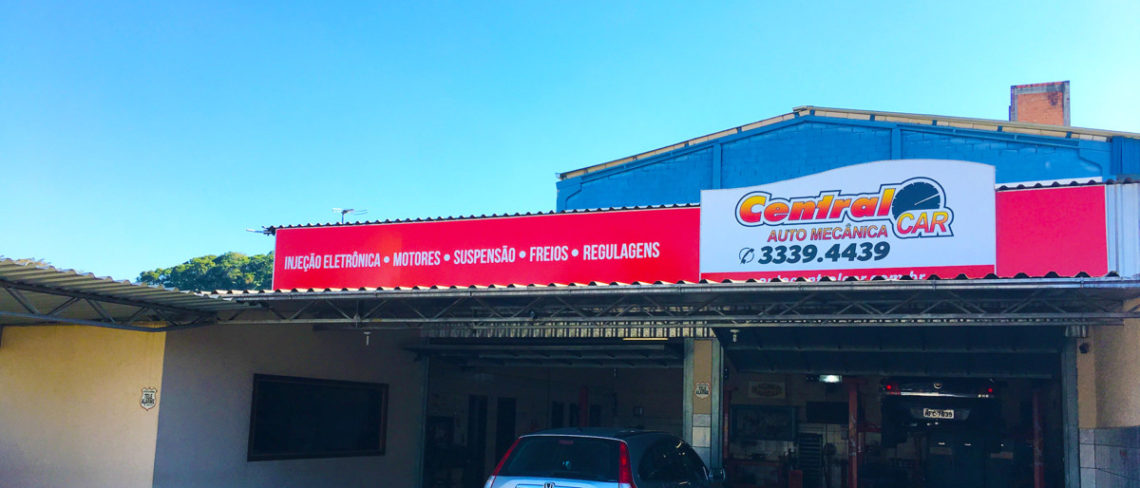 INJEÇÃO ELETRÔNICA • MOTORES • SUSPENSÃO • FREIOS • REGULAGENS
Central
CAR
AUTO MECÂNICA
3339.4439